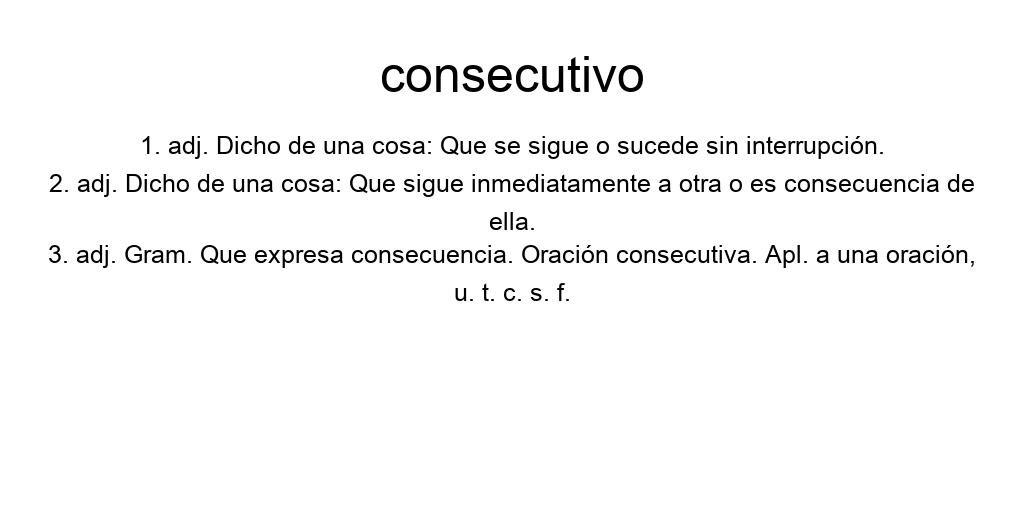 consecutivo
1. adj. Dicho de una cosa: Que se sigue o sucede sin interrupción.
2. adj. Dicho de una cosa: Que sigue inmediatamente a otra o es consecuencia de
ella.
3. adj. Gram. Que expresa consecuencia. Oración consecutiva. Apl. a una oración,
u. t. c. s. f.